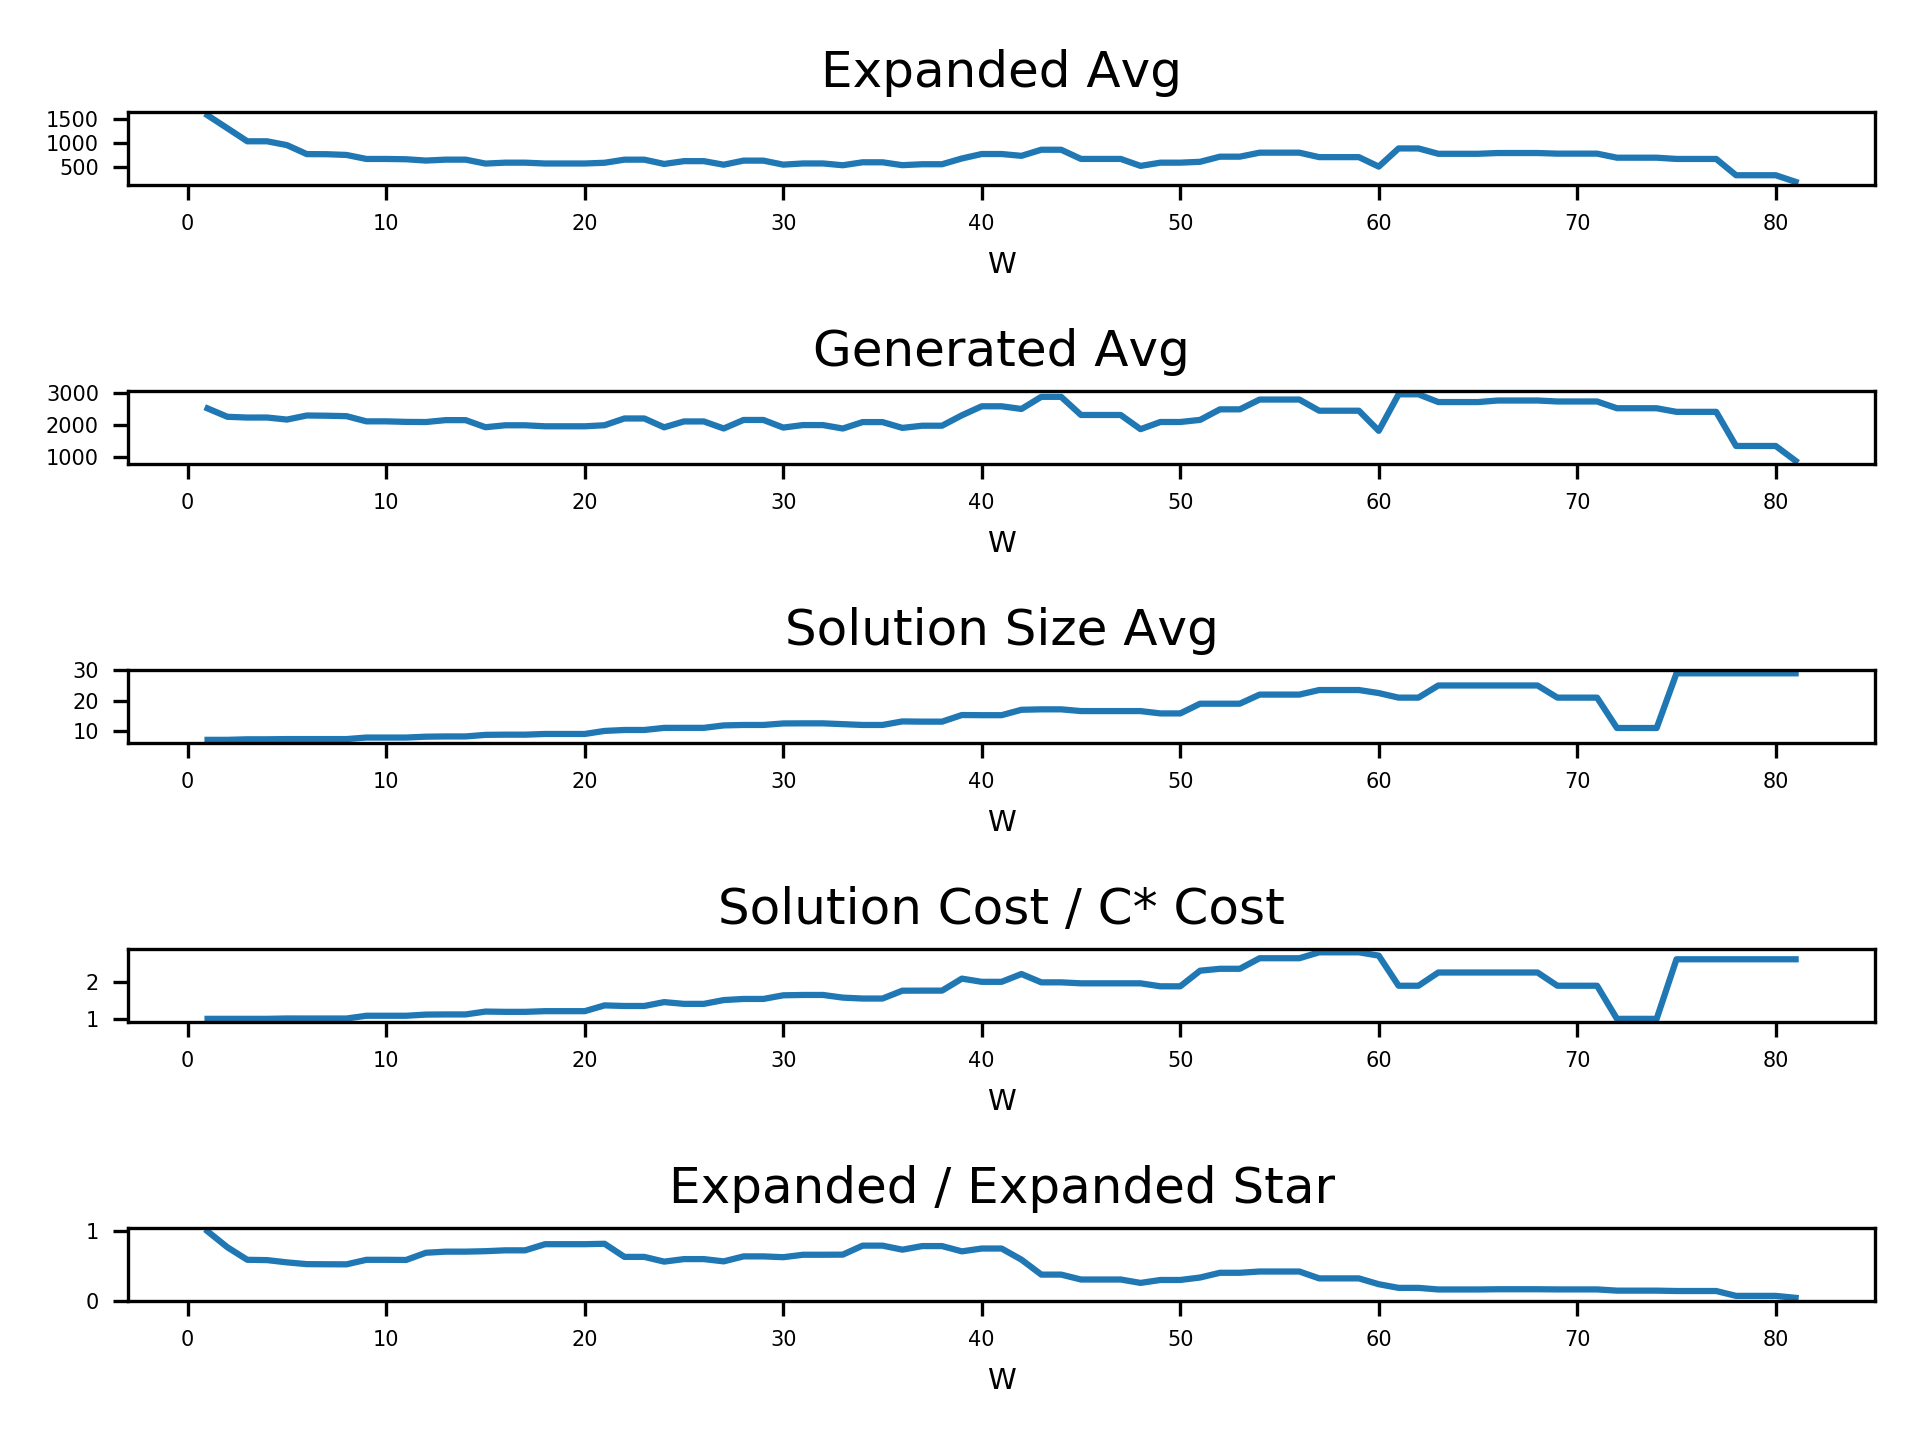 Expanded Avg
1500
1000
500
0 10 20 30 40 50 60 70 80
W
Generated Avg
3000
2000
1000
0 10 20 30 40 50 60 70 80
W
Solution Size Avg
30
20
10
0 10 20 30 40 50 60 70 80
W
Solution Cost / C* Cost
2
1
0 10 20 30 40 50 60 70 80
W
Expanded / Expanded Star
1
0
0 10 20 30 40 50 60 70 80
W